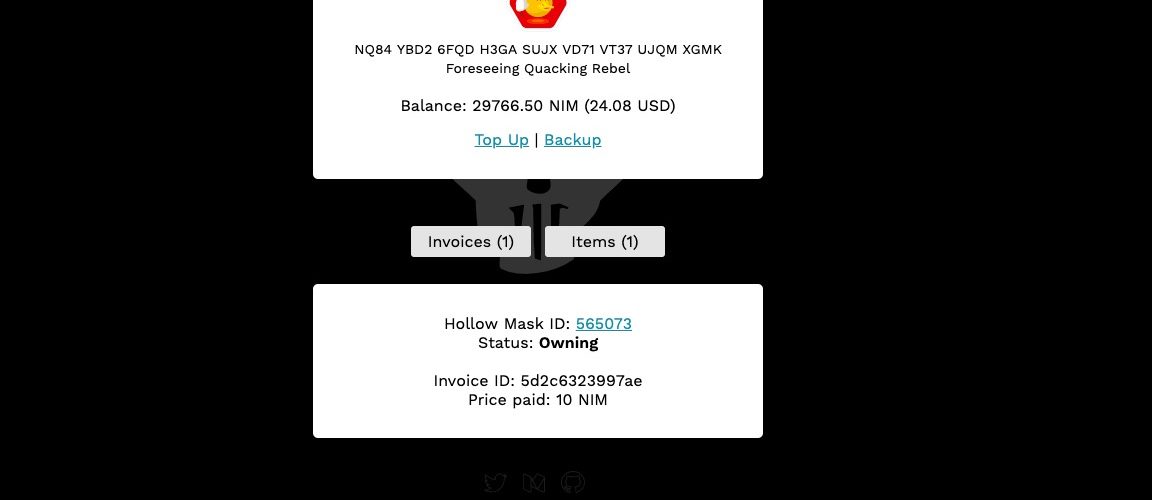 NQ84 YBD2 6FQD H3GA SUJX VD71 VT37 UJQM XGMK
Foreseeing Quacking Rebel
Balance: 29766.50 NIM (24.08 USD)
Top Up | Backup
Invoices (1) Items (1)
Hollow Mask ID: 565073
Status: Owning
Invoice ID: 5d2c6323997ae
Price paid: 10 NIM